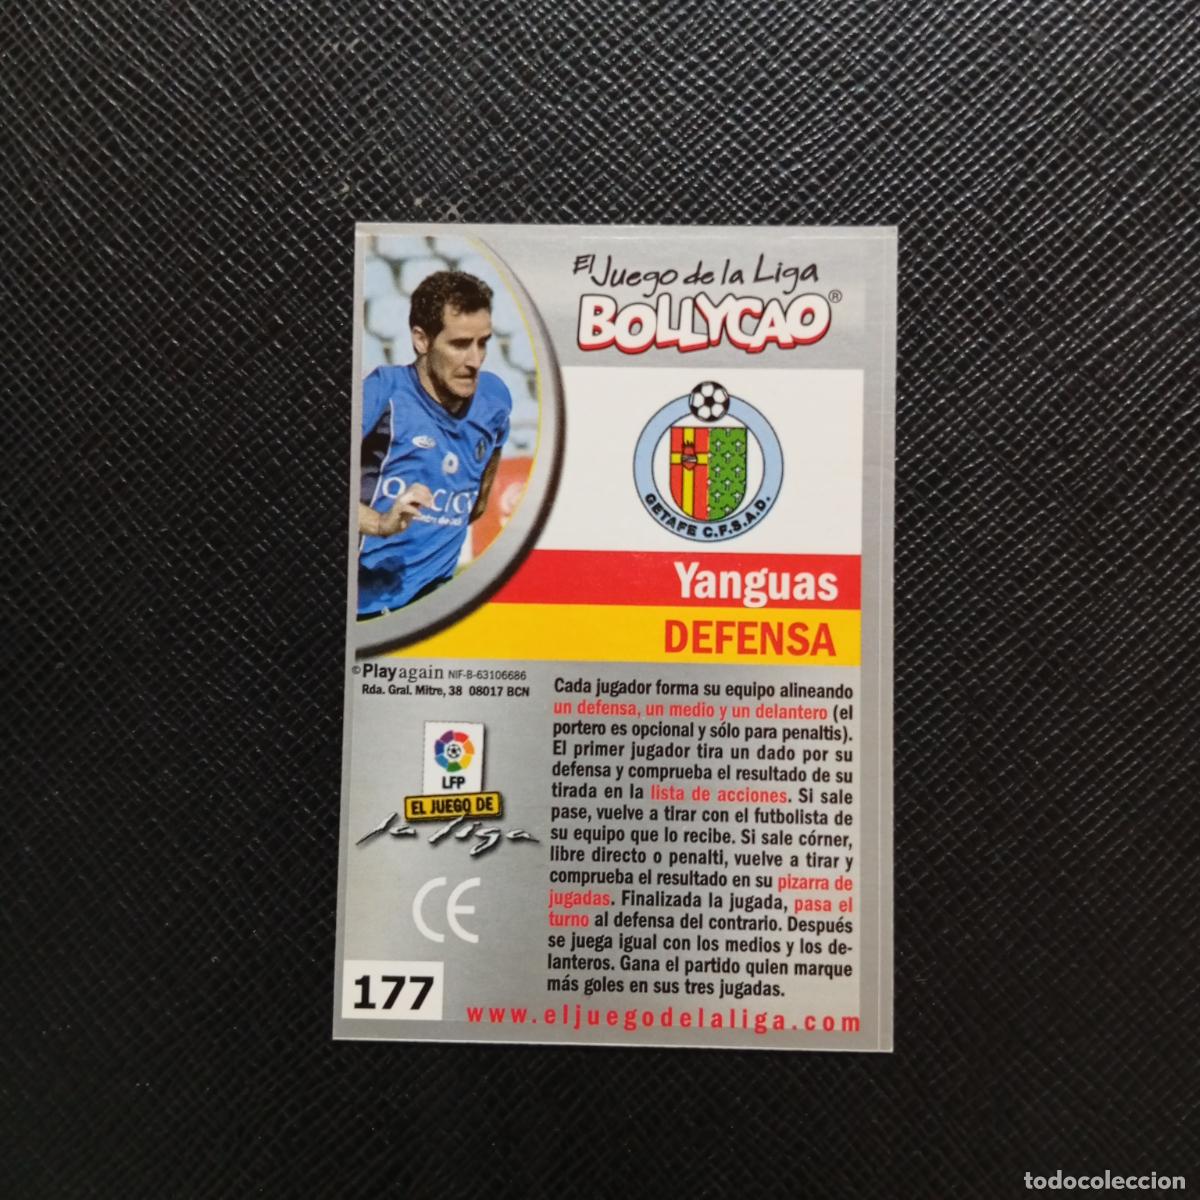 El Juego de la Liga
BOLLYCAO®
GETAFE C.F.S.A.D.
Yanguas
DEFENSA
©Playagain NIF-B-63106686
Rda. Gral. Mitre, 38 08017 BCN
LFP
EL JUEGO DE
la liga
CE
177
Cada jugador forma su equipo alineando
un defensa, un medio y un delantero (el
portero es opcional y sólo para penaltis).
El primer jugador tira un dado por su
defensa y comprueba el resultado de su
tirada en la lista de acciones. Si sale
pase, vuelve a tirar con el futbolista de
su equipo que lo recibe. Si sale córner,
libre directo o penalti, vuelve a tirar y
comprueba el resultado en su pizarra de
jugadas. Finalizada la jugada, pasa el
turno al defensa del contrario. Después
se juega igual con los medios y los de-
lanteros. Gana el partido quien marque
más goles en sus tres jugadas.
www.eljuegodelaliga.com
todocoleccion